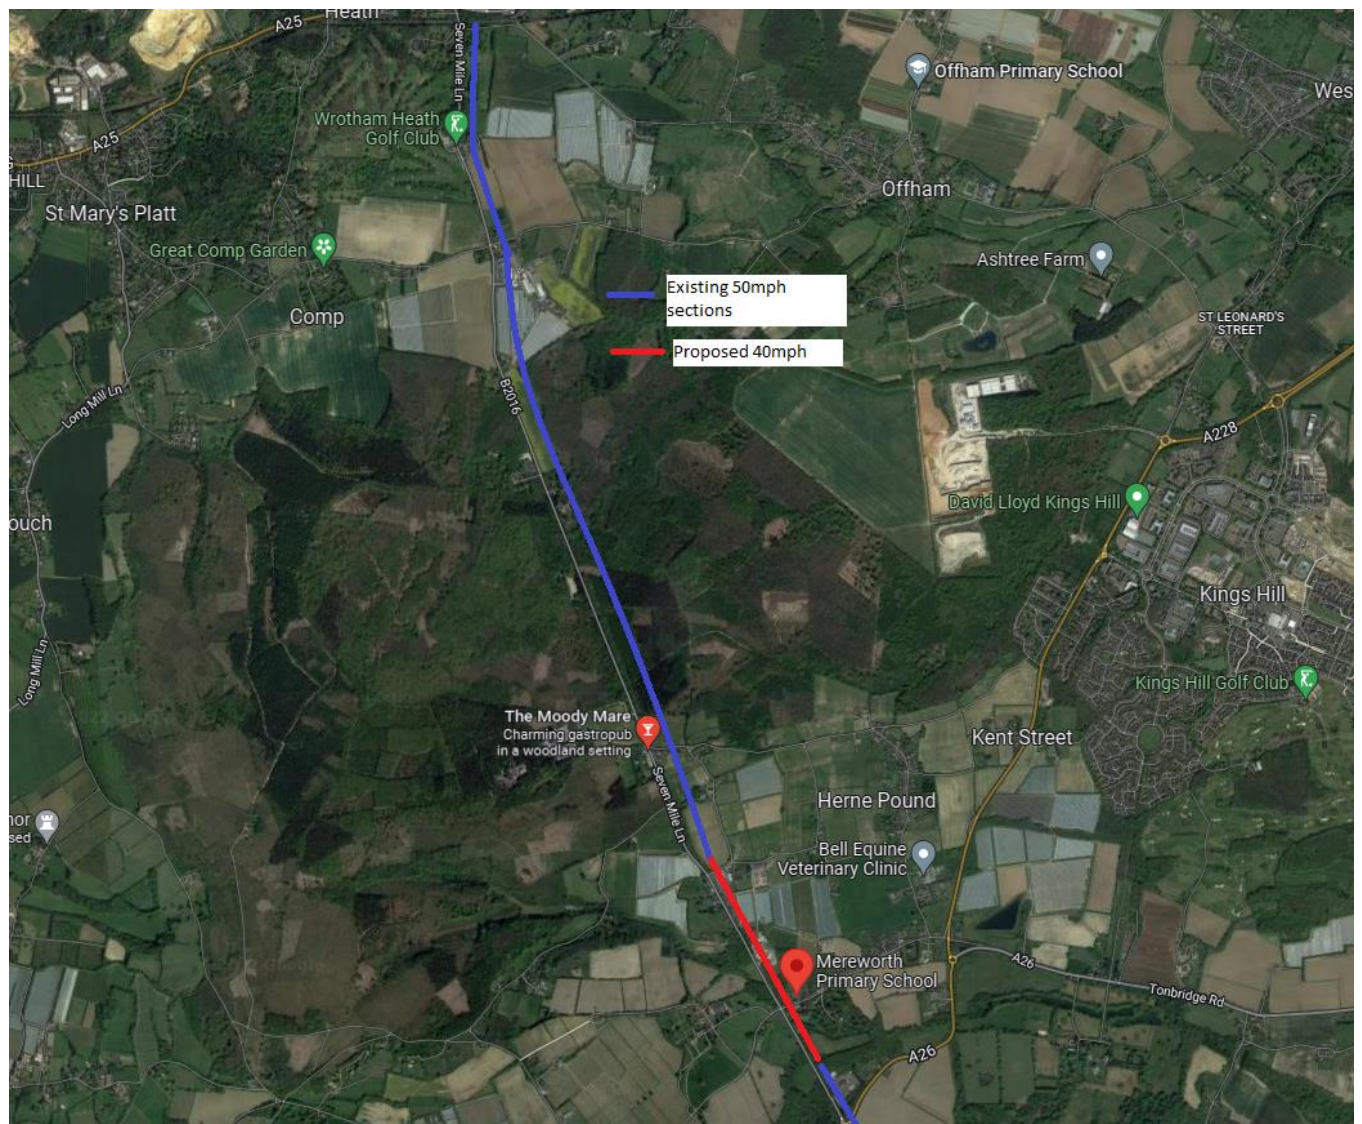 Heath
A25
Seven Mile Ln
Offham Primary School
Wes
Wrotham Heath
Golf Club
A25
HILL
Offham
St Mary's Platt
Great Comp Garden
Ashtree Farm
Existing 50mph
sections
Comp
ST LEONARD'S
STREET
Proposed 40mph
B2016
Long Mill Ln
A228
David Lloyd Kings Hill
ouch
Kings Hill
Long Mill Ln
Kings Hill Golf Club
The Moody Mare
Charming gastropub
in a woodland setting
Kent Street
Seven Mile Ln
Herne Pound
nor
sed
Bell Equine
Veterinary Clinic
Mereworth
Primary School
A26
Tonbridge Rd
A26